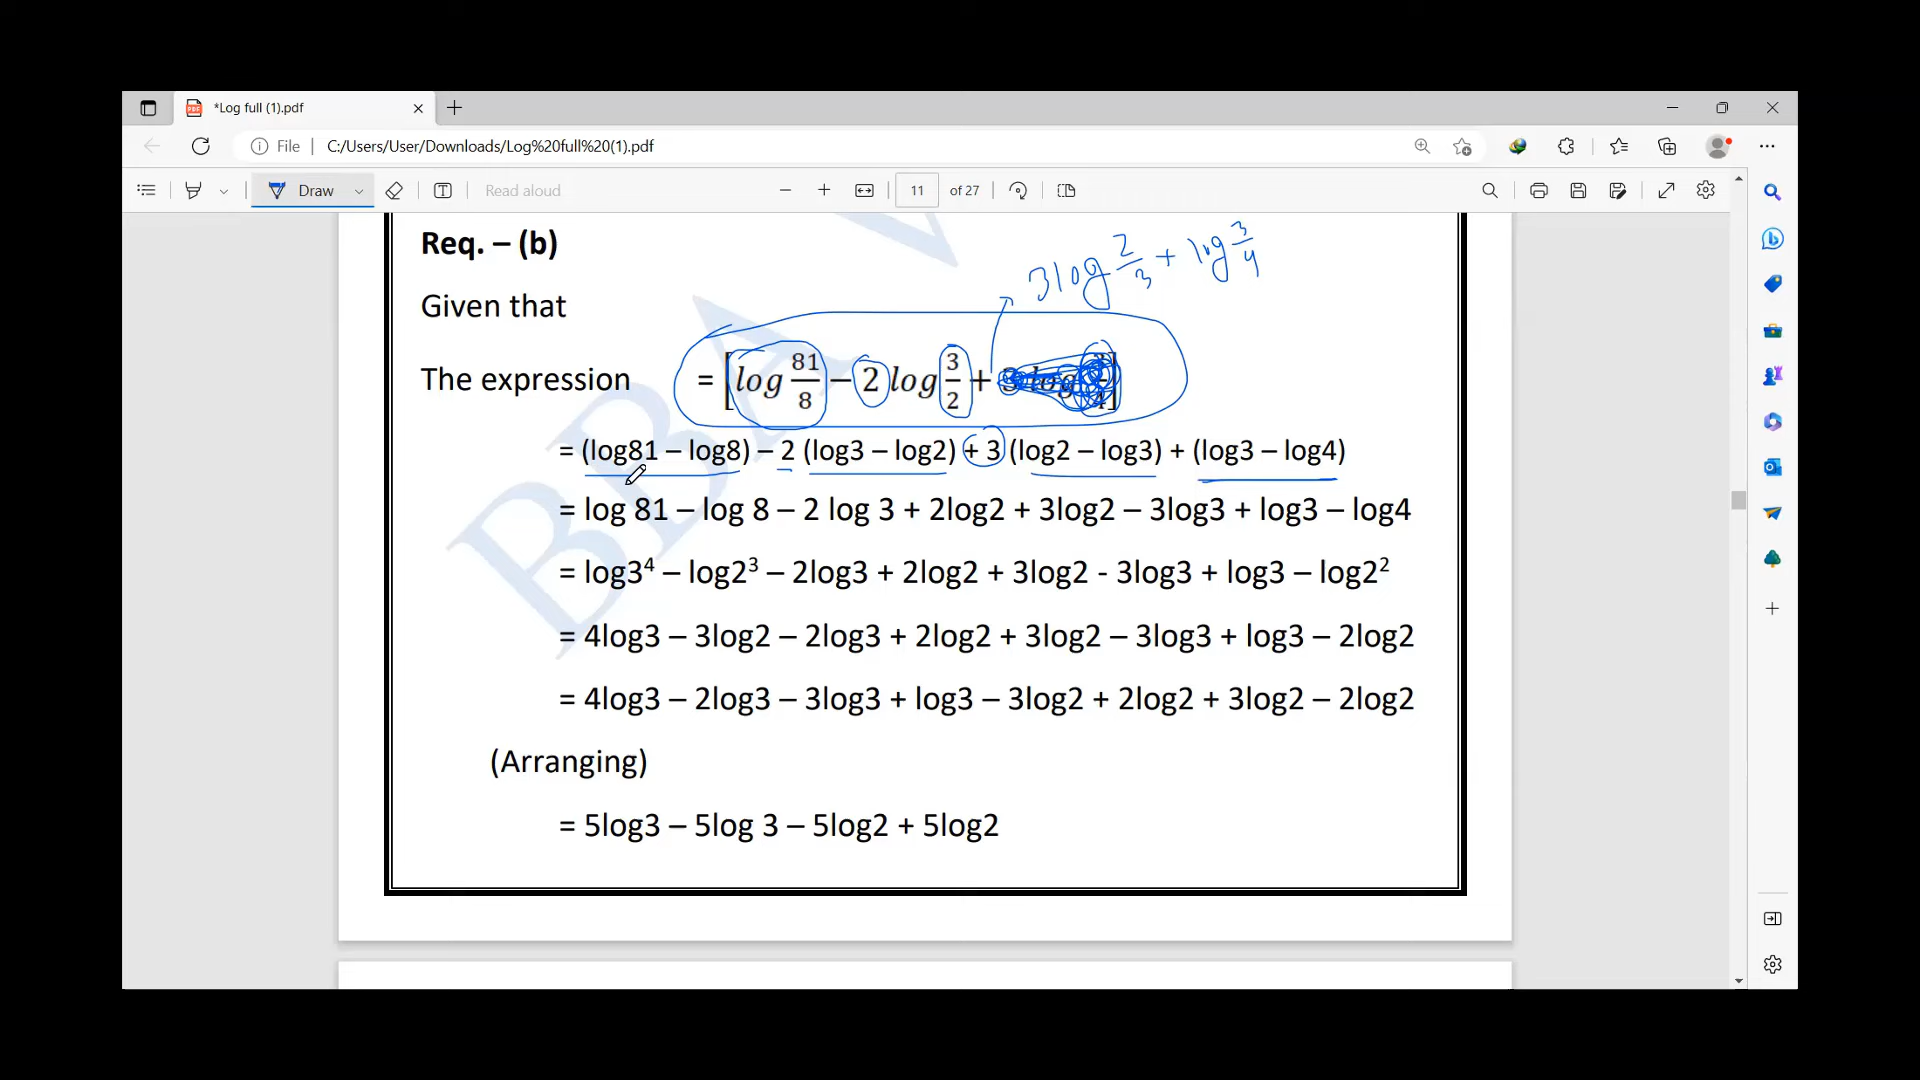 *Log full (1).pdf
File C:/Users/User/Downloads/Log%20full%20(1).pdf
Draw Read aloud 11 of 27
Req. – (b)
3log 2/3 + log 3/4
Given that
The expression = [log 81/8 – 2 log 3/2 +
= (log81 – log8) – 2 (log3 – log2) + 3 (log2 – log3) + (log3 – log4)
= log 81 – log 8 – 2 log 3 + 2log2 + 3log2 – 3log3 + log3 – log4
= log3⁴ – log2³ – 2log3 + 2log2 + 3log2 - 3log3 + log3 – log2²
= 4log3 – 3log2 – 2log3 + 2log2 + 3log2 – 3log3 + log3 – 2log2
= 4log3 – 2log3 – 3log3 + log3 – 3log2 + 2log2 + 3log2 – 2log2
(Arranging)
= 5log3 – 5log 3 – 5log2 + 5log2